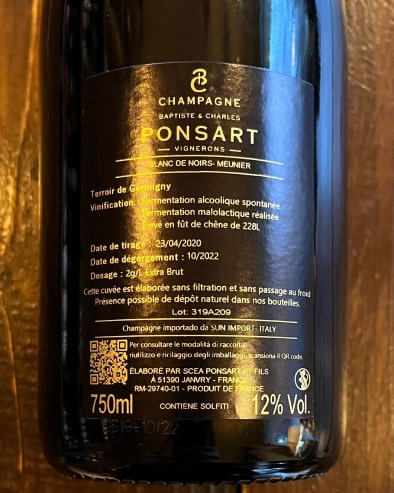 BC
CHAMPAGNE
BAPTISTE & CHARLES
PONSART
VIGNERONS
BLANC DE NOIRS- MEUNIER
Terroir de Germigny
Vinification: Fermentation alcoolique spontanée
Fermentation malolactique réalisée
Elevé en fût de chêne de 228L
Date de tirage: 23/04/2020
Date de dégorgement: 10/2022
Dosage : 2g/L Extra Brut
Cette cuvée est élaborée sans filtration et sans passage au froid
Présence possible de dépôt naturel dans nos bouteilles.
Lot: 319A209
Champagne importado da SUN IMPORT- ITALY
Per consultare le modalità di raccolta,
riutilizzo e riciclaggio degli imballaggi, scansiona il QR code.
ÉLABORÉ PAR SCEA PONSART ET FILS
À 51390 JANVRY - FRANCE
RM-29740-01 - PRODUIT DE FRANCE
750ml CONTIENE SOLFITI 12% Vol.